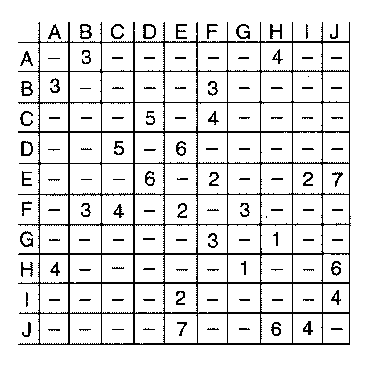 A B C D E F G H I J
A – 3 – – – – – 4 – –
B 3 – – – – 3 – – – –
C – – – 5 – 4 – – – –
D – – 5 – 6 – – – – –
E – – – 6 – 2 – – 2 7
F – 3 4 – 2 – 3 – – –
G – – – – – 3 – 1 – –
H 4 – – – – – 1 – – 6
I – – – – 2 – – – – 4
J – – – – 7 – – 6 4 –